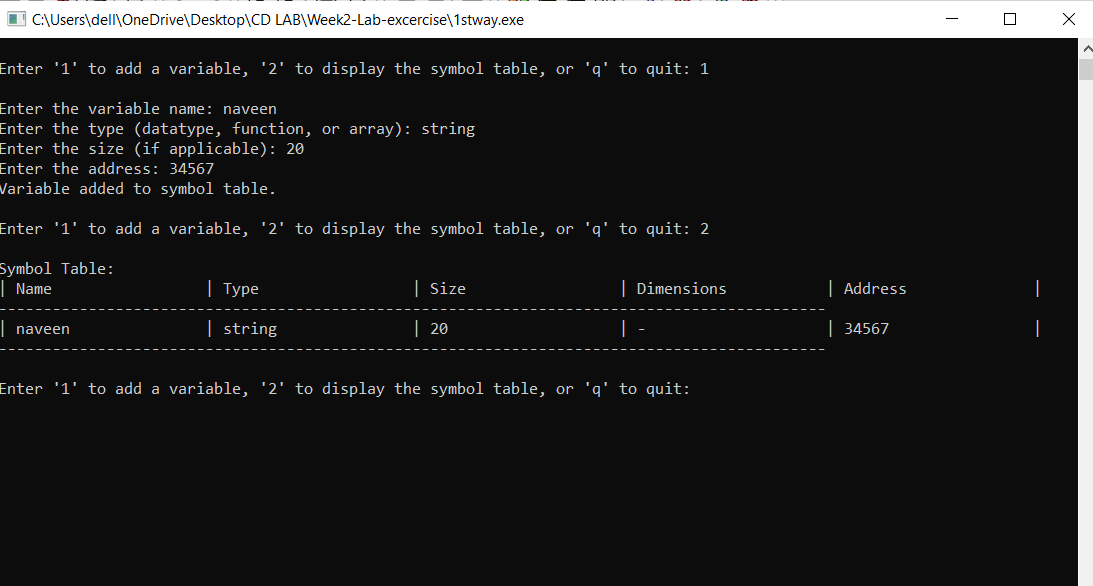 C:\Users\dell\OneDrive\Desktop\CD LAB\Week2-Lab-excercise\1stway.exe
Enter '1' to add a variable, '2' to display the symbol table, or 'q' to quit: 1
Enter the variable name: naveen
Enter the type (datatype, function, or array): string
Enter the size (if applicable): 20
Enter the address: 34567
Variable added to symbol table.
Enter '1' to add a variable, '2' to display the symbol table, or 'q' to quit: 2
Symbol Table:
| Name | Type | Size | Dimensions | Address |
--------------------------------------------------------------------------------------------
| naveen | string | 20 | - | 34567 |
--------------------------------------------------------------------------------------------
Enter '1' to add a variable, '2' to display the symbol table, or 'q' to quit: